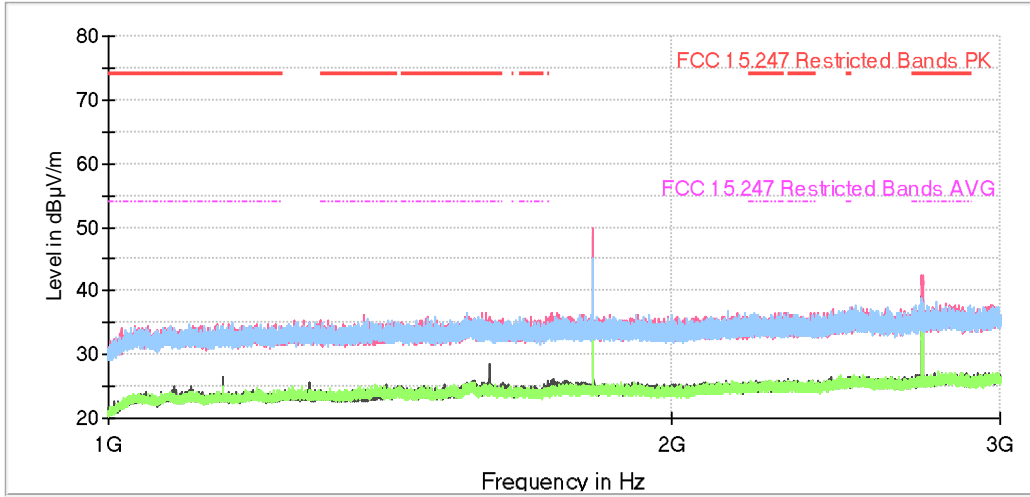 80
FCC 15.247 Restricted Bands PK
70
60
FCC 15.247 Restricted Bands AVG
50
40
30
20
Level in dBµV/m
1G
2G
3G
Frequency in Hz